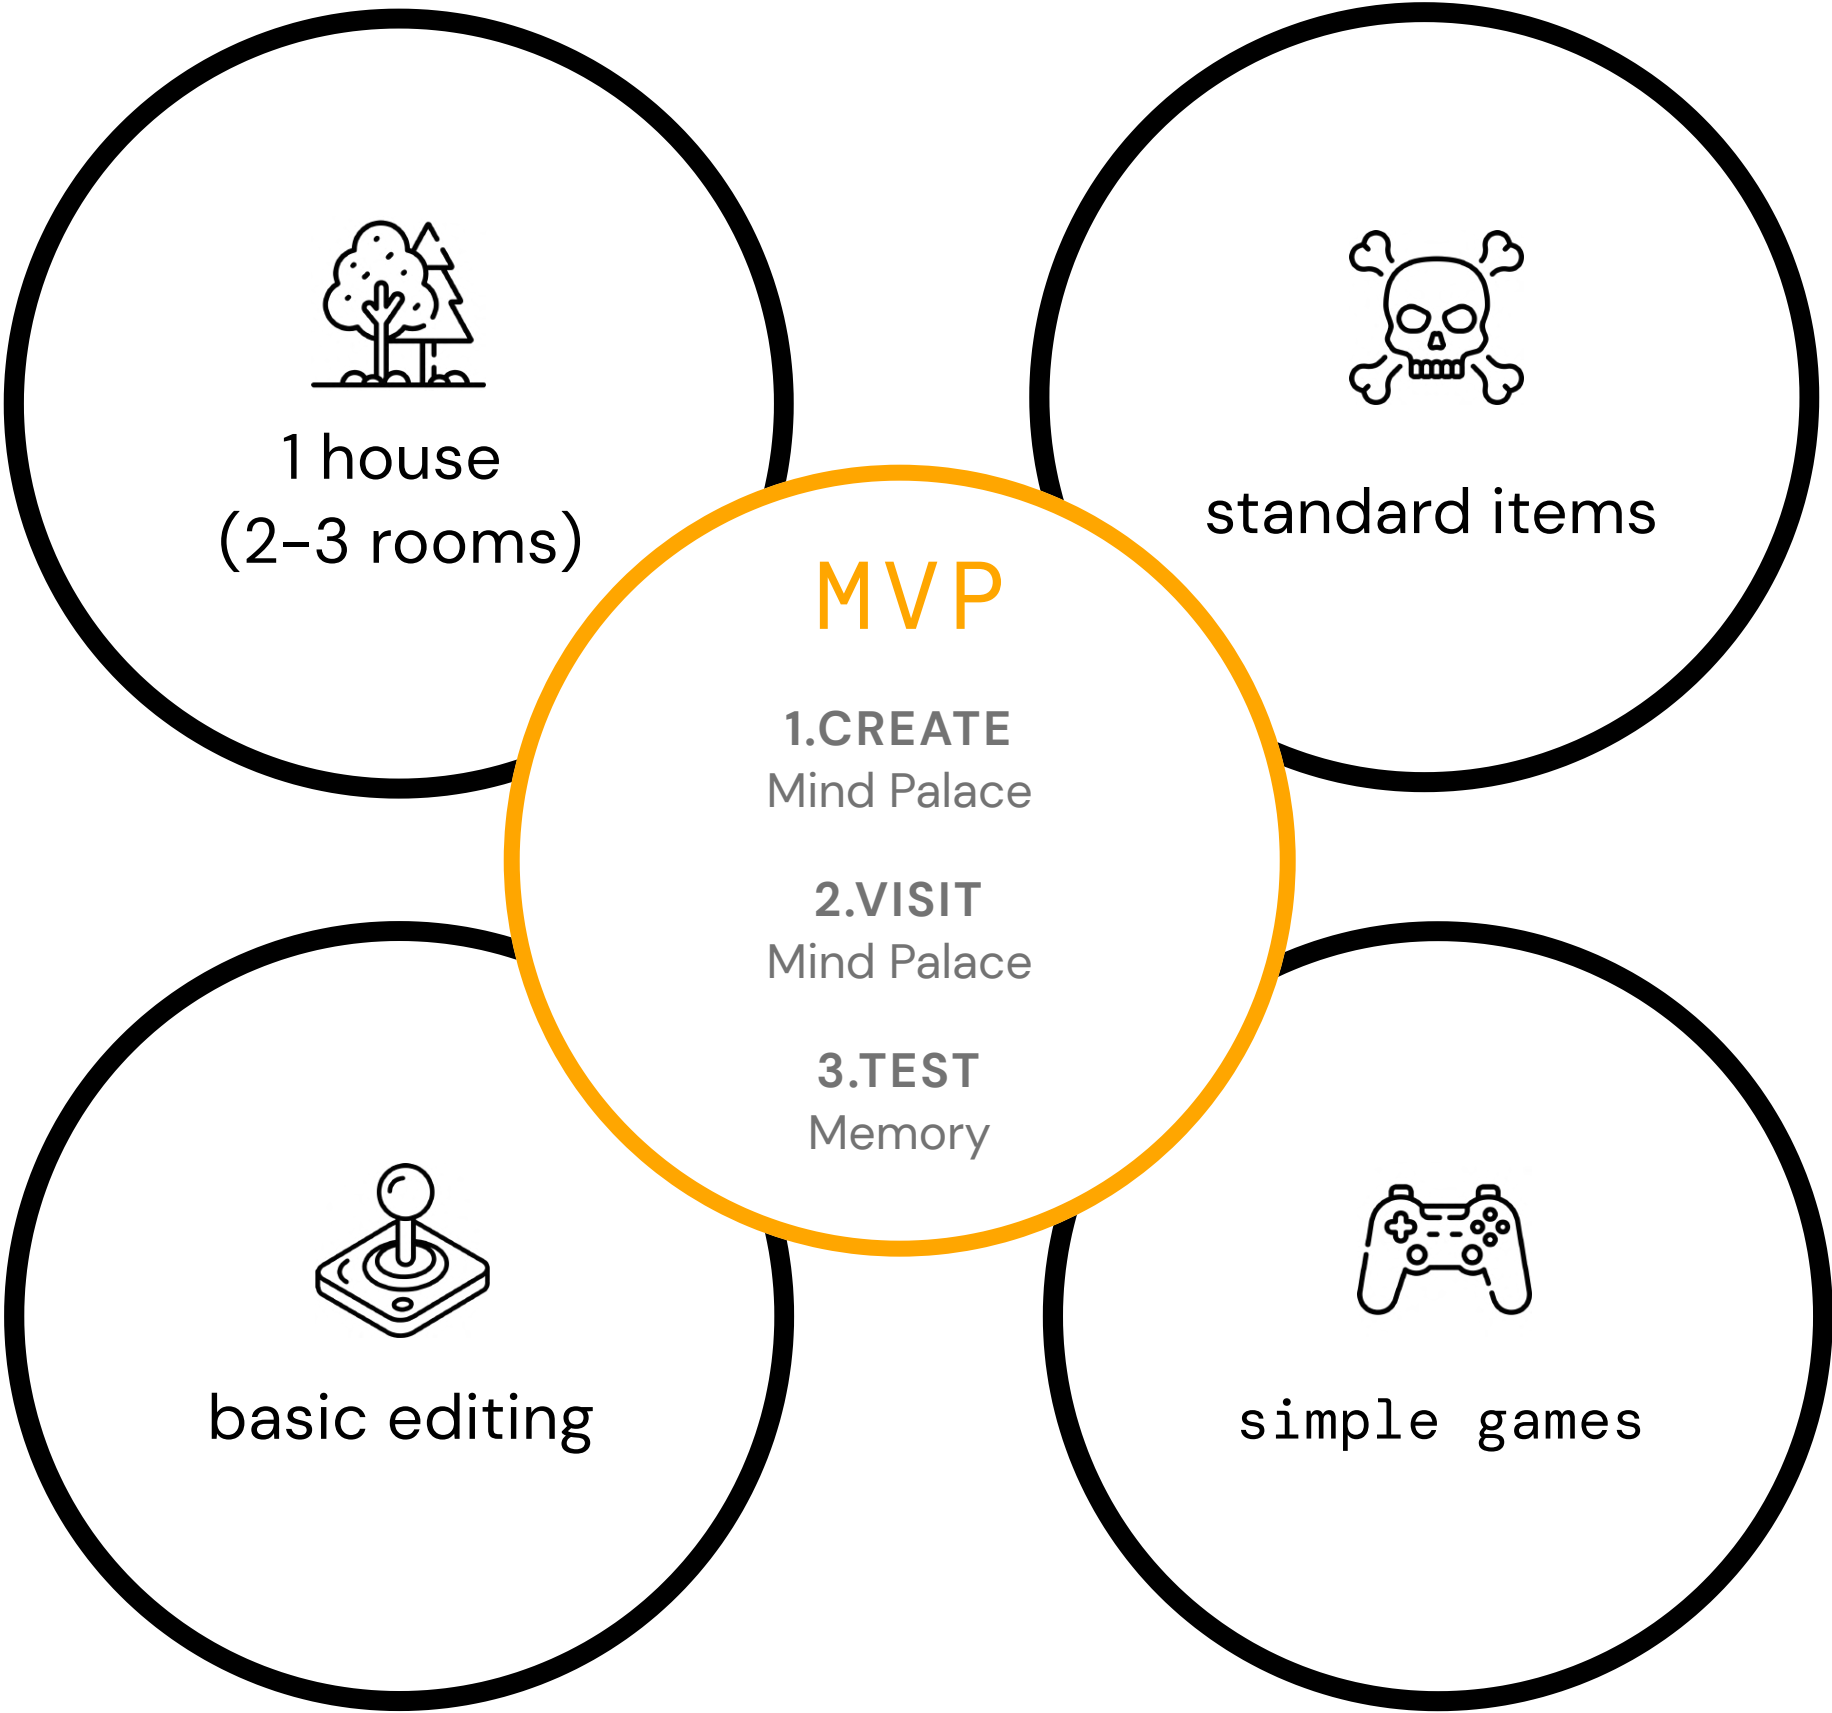 1 house
(2-3 rooms)
standard items
MVP
1.CREATE
Mind Palace
2.VISIT
Mind Palace
3.TEST
Memory
basic editing
simple games